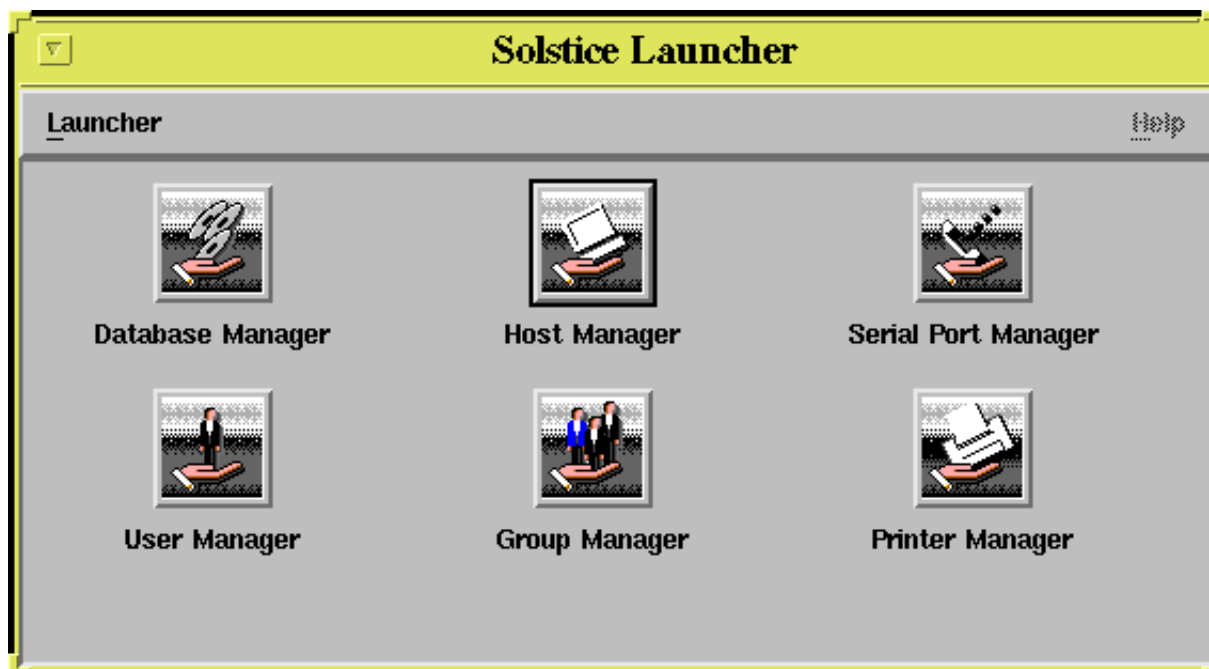 Solstice Launcher
Launcher Help
Database Manager Host Manager Serial Port Manager
User Manager Group Manager Printer Manager